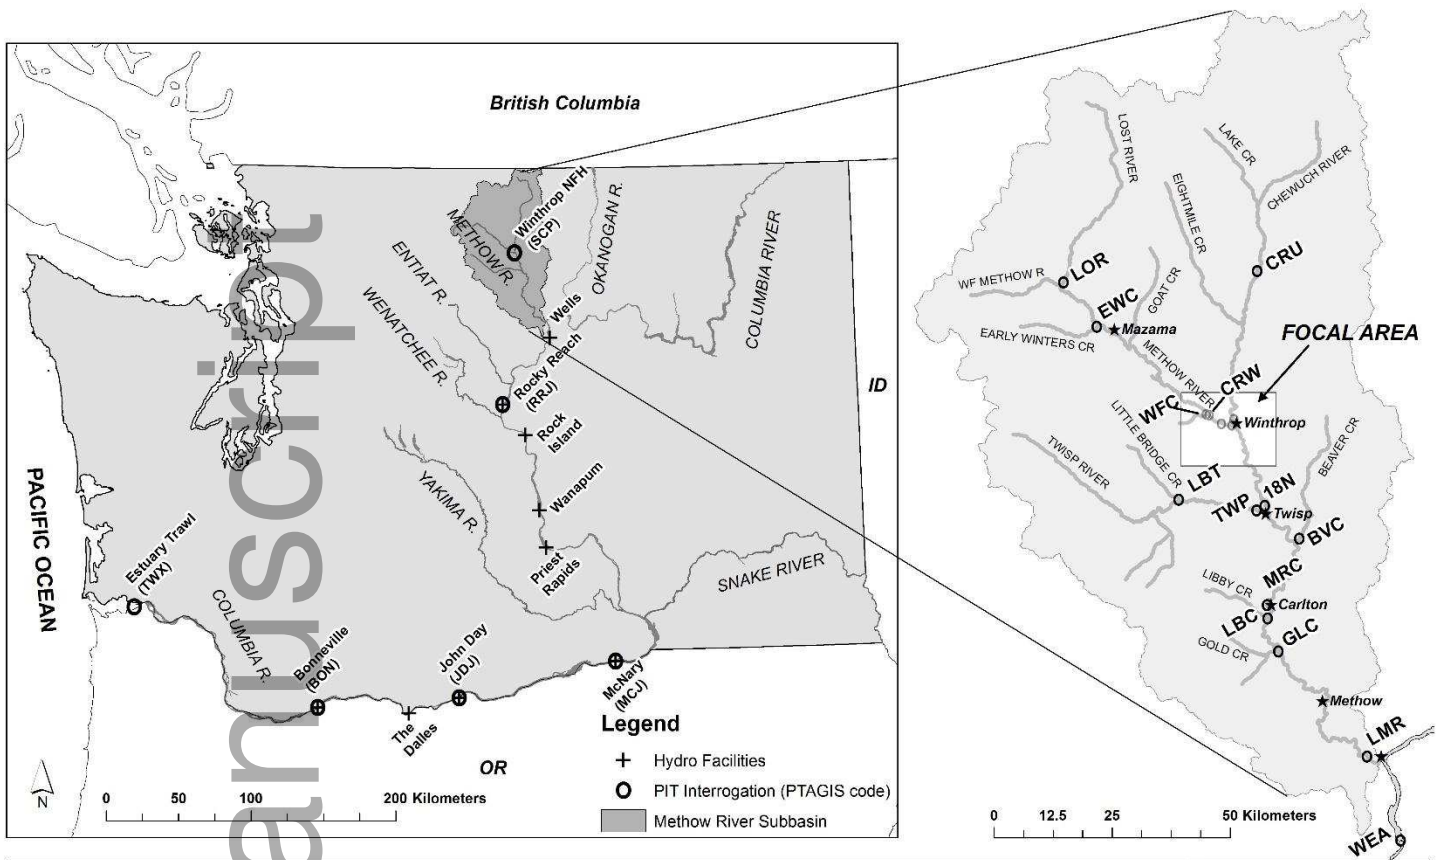 British Columbia
METHOW R.
Winthrop NFH
(SCP)
OKANOGAN R.
COLUMBIA RIVER
ENTIAT R.
WENATCHEE R.
Wells
Rocky Reach
(RRJ)
Rock
Island
ID
Wanapum
YAKIMA R.
Priest
Rapids
SNAKE RIVER
PACIFIC OCEAN
Estuary Trawl
(TWX)
COLUMBIA R.
Bonneville
(BON)
John Day
(JDJ)
The
Dalles
McNary
(MCJ)
OR
N
0 50 100 200 Kilometers
Legend
Hydro Facilities
PIT Interrogation (PTAGIS code)
Methow River Subbasin
anuscript
LOST RIVER
LAKE CR
CHEWUCH RIVER
EIGHTMILE CR
WF METHOW R
LOR
CRU
GOAT CR
EWC
Mazama
EARLY WINTERS CR
METHOW RIVER
FOCAL AREA
CRW
WFC
Winthrop
LITTLE BRIDGE CR
TWISP RIVER
BEAVER CR
LBT
TWP
18N
Twisp
BVC
MRC
LIBBY CR
Carlton
LBC
GLC
GOLD CR
Methow
LMR
WEA
0 12.5 25 50 Kilometers